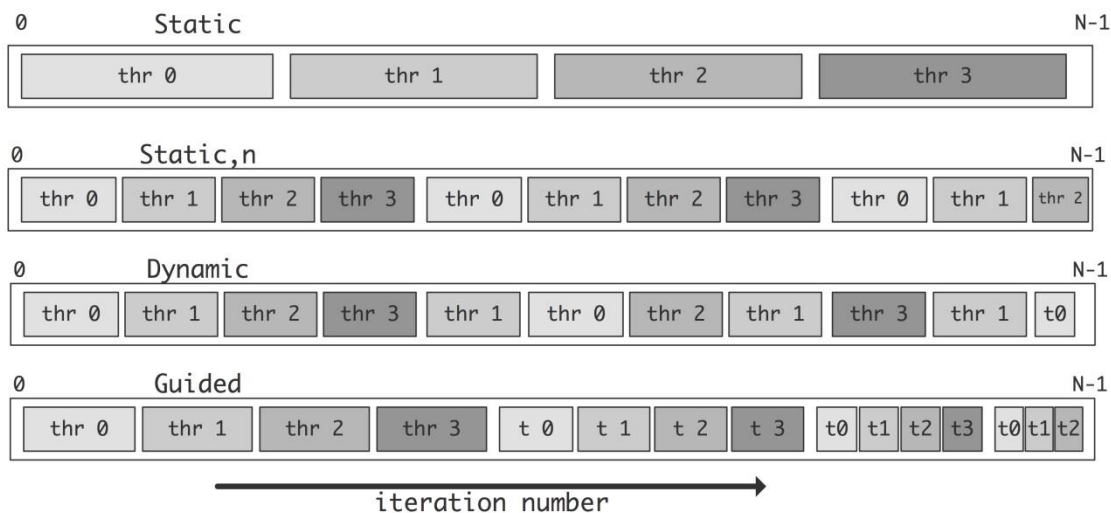 0 Static N-1
thr 0 thr 1 thr 2 thr 3
0 Static,n N-1
thr 0 thr 1 thr 2 thr 3 thr 0 thr 1 thr 2 thr 3 thr 0 thr 1 thr 2
0 Dynamic N-1
thr 0 thr 1 thr 2 thr 3 thr 1 thr 0 thr 2 thr 1 thr 3 thr 1 t0
0 Guided N-1
thr 0 thr 1 thr 2 thr 3 t 0 t 1 t 2 t 3 t0 t1 t2 t3 t0 t1 t2
iteration number